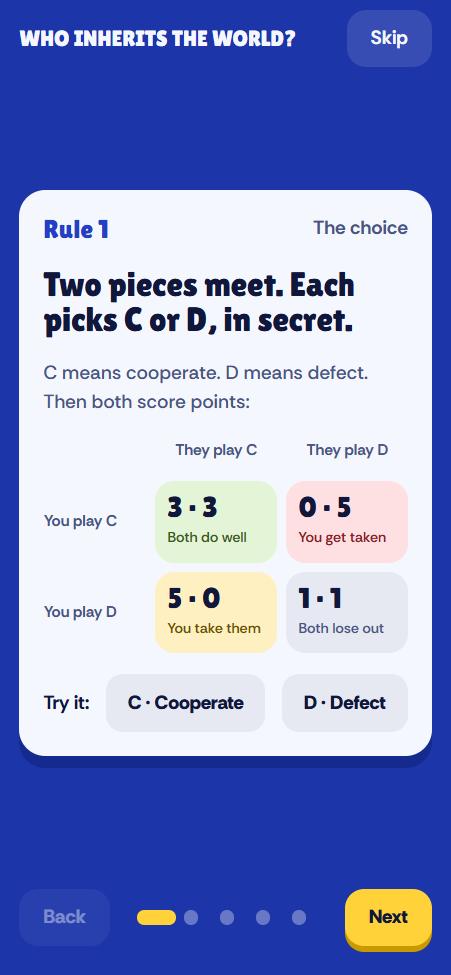 WHO INHERITS THE WORLD?
Skip
Rule 1
The choice
Two pieces meet. Each
picks C or D, in secret.
C means cooperate. D means defect.
Then both score points:
They play C
They play D
You play C
3 · 3
Both do well
0 · 5
You get taken
You play D
5 · 0
You take them
1 · 1
Both lose out
Try it:
C · Cooperate
D · Defect
Back
Next